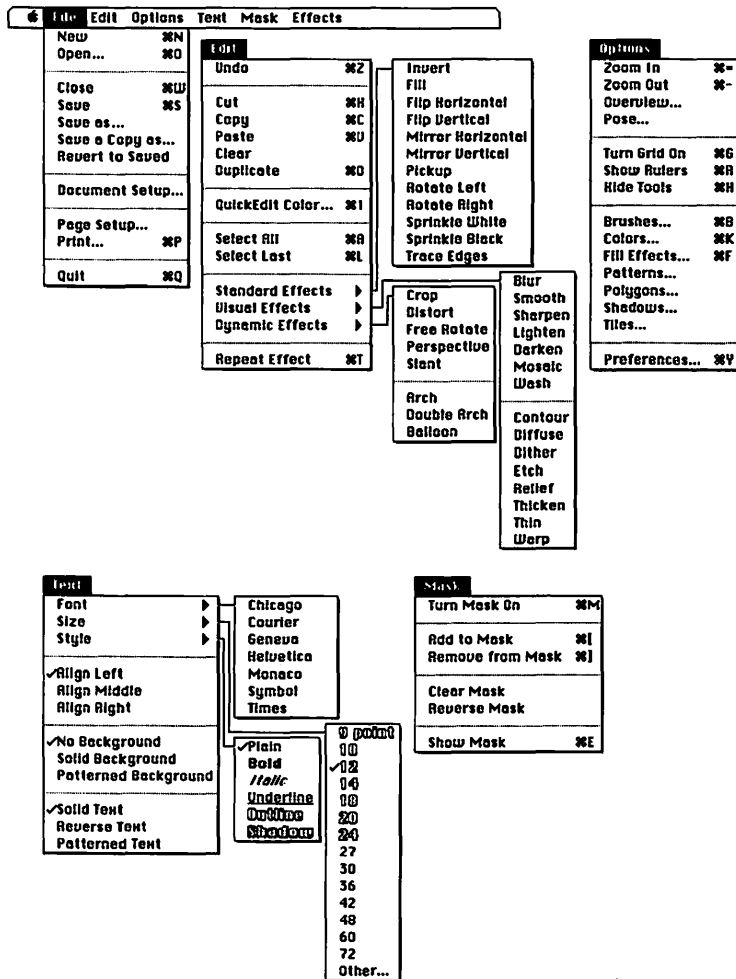 File Edit Options Text Mask Effects
New ⌘N
Open... ⌘O
Close ⌘W
Save ⌘S
Save as...
Save a Copy as...
Revert to Saved
Document Setup...
Page Setup...
Print... ⌘P
Quit ⌘Q
Edit
Undo ⌘Z
Cut ⌘X
Copy ⌘C
Paste ⌘V
Clear
Duplicate ⌘D
QuickEdit Color... ⌘1
Select All ⌘A
Select Last ⌘L
Standard Effects
Visual Effects
Dynamic Effects
Repeat Effect ⌘T
Invert
Fill
Flip Horizontal
Flip Vertical
Mirror Horizontal
Mirror Vertical
Pickup
Rotate Left
Rotate Right
Sprinkle White
Sprinkle Black
Trace Edges
Crop
Distort
Free Rotate
Perspective
Slant
Arch
Double Arch
Balloon
Blur
Smooth
Sharpen
Lighten
Darken
Mosaic
Wash
Contour
Diffuse
Dither
Etch
Relief
Thicken
Thin
Warp
Options
Zoom In ⌘=
Zoom Out ⌘-
Overview...
Pose...
Turn Grid On ⌘G
Show Rulers ⌘R
Hide Tools ⌘H
Brushes... ⌘B
Colors... ⌘K
Fill Effects... ⌘F
Patterns...
Polygons...
Shadows...
Tiles...
Preferences... ⌘Y
Text
Font
Size
Style
✓Align Left
Align Middle
Align Right
✓No Background
Solid Background
Patterned Background
✓Solid Text
Reverse Text
Patterned Text
Chicago
Courier
Geneva
Helvetica
Monaco
Symbol
Times
✓Plain
Bold
Italic
Underline
Outline
Shadow
9 point
10
✓12
14
18
20
24
27
30
36
42
48
60
72
Other...
Mask
Turn Mask On ⌘M
Add to Mask ⌘[
Remove from Mask ⌘]
Clear Mask
Reverse Mask
Show Mask ⌘E